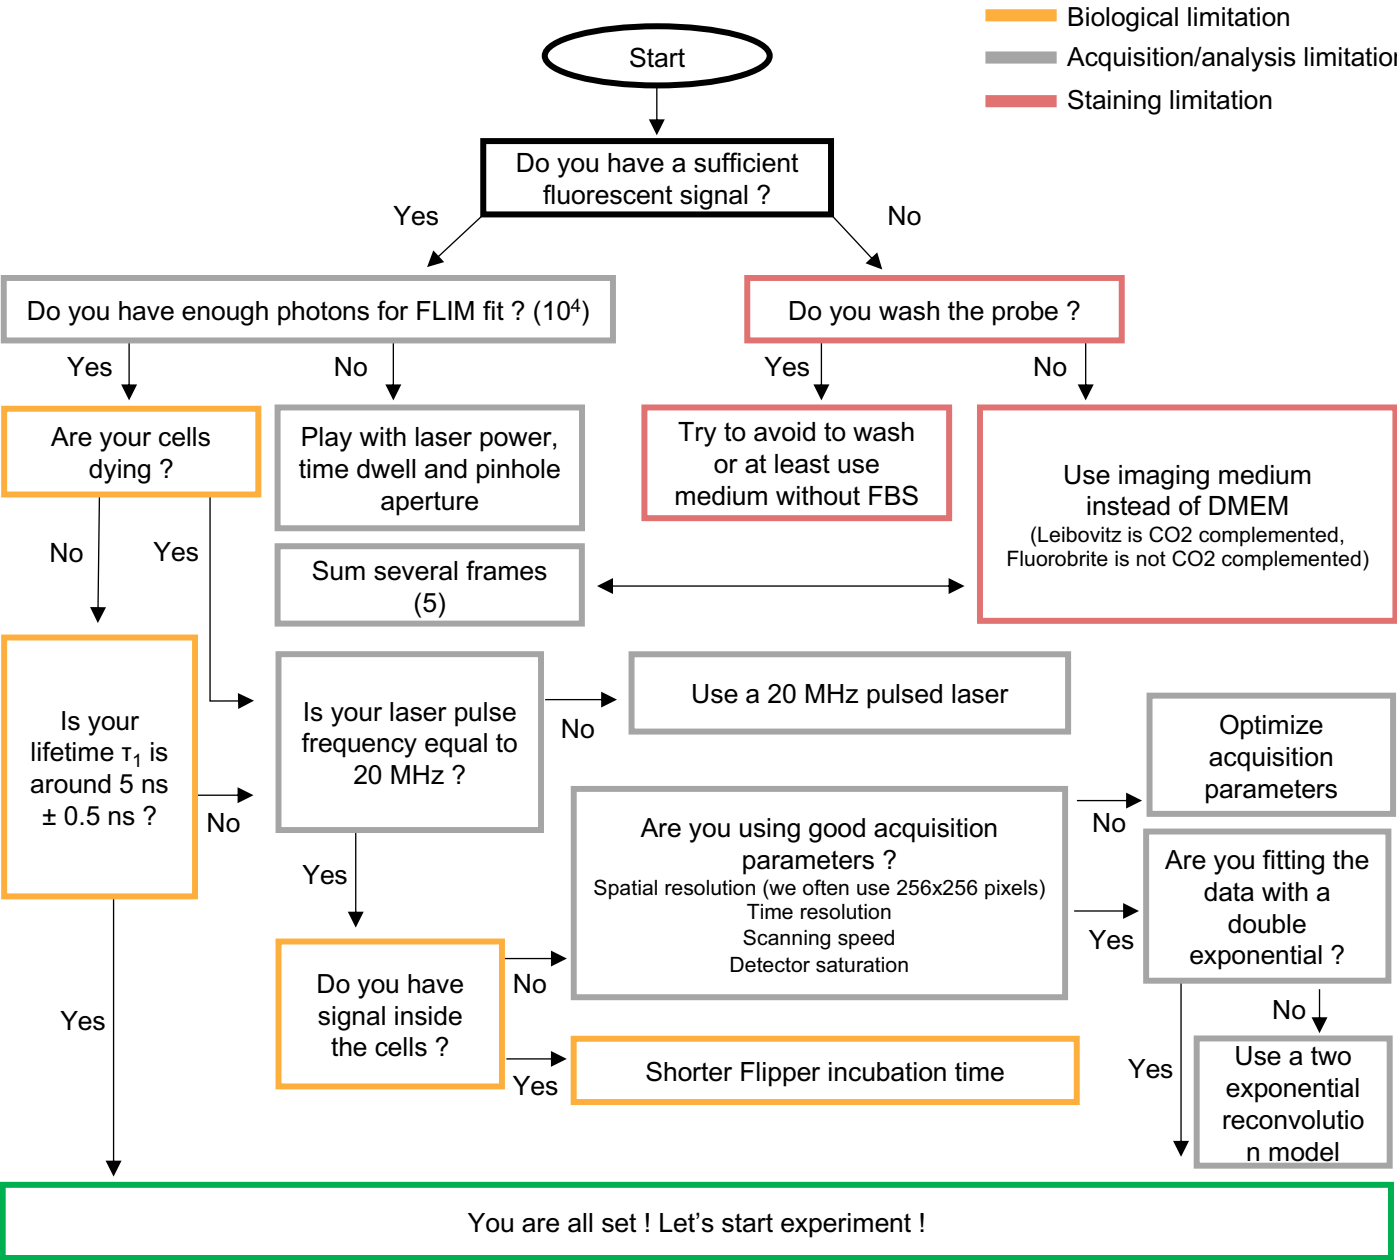 Biological limitation
Acquisition/analysis limitation
Staining limitation
Start
Do you have a sufficient
fluorescent signal ?
Yes
No
Do you have enough photons for FLIM fit ? (10⁴)
Do you wash the probe ?
Yes
No
Yes
No
Are your cells
dying ?
Play with laser power,
time dwell and pinhole
aperture
Try to avoid to wash
or at least use
medium without FBS
Use imaging medium
instead of DMEM
(Leibovitz is CO2 complemented,
Fluorobrite is not CO2 complemented)
No
Yes
Sum several frames
(5)
Is your
lifetime τ₁ is
around 5 ns
± 0.5 ns ?
No
Is your laser pulse
frequency equal to
20 MHz ?
No
Use a 20 MHz pulsed laser
Optimize
acquisition
parameters
Yes
Are you using good acquisition
parameters ?
Spatial resolution (we often use 256x256 pixels)
Time resolution
Scanning speed
Detector saturation
No
Yes
Are you fitting the
data with a
double
exponential ?
Do you have
signal inside
the cells ?
No
Yes
Shorter Flipper incubation time
Yes
No
Yes
Use a two
exponential
reconvolutio
n model
You are all set ! Let's start experiment !